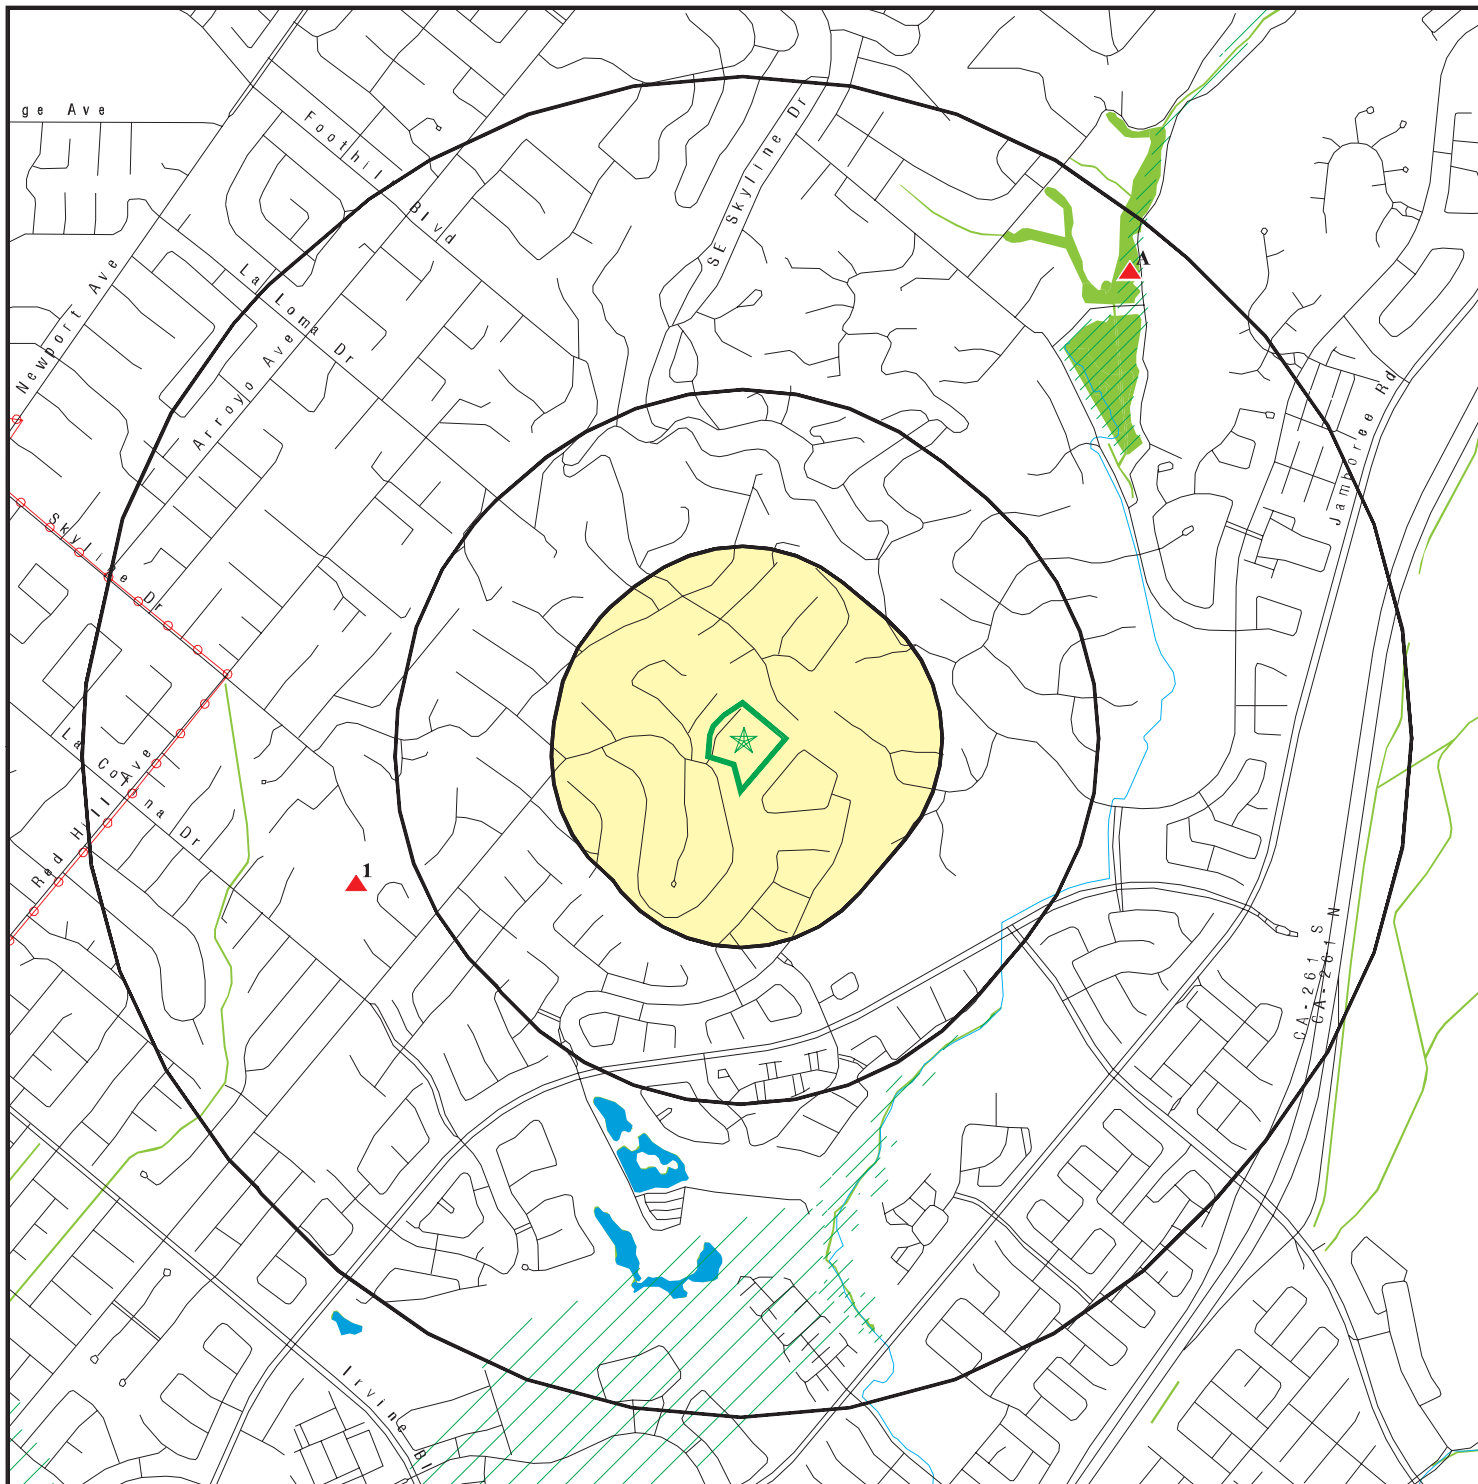 ge Ave
Foothill Blvd
SE Skyline Dr
A
Newport Ave
La Loma Dr
Arroyo Ave
Jamboree Rd
Skyline Dr
La Colina Dr
Red Hill Ave
1
CA-261 S
CA-261 N
Irvine Bl